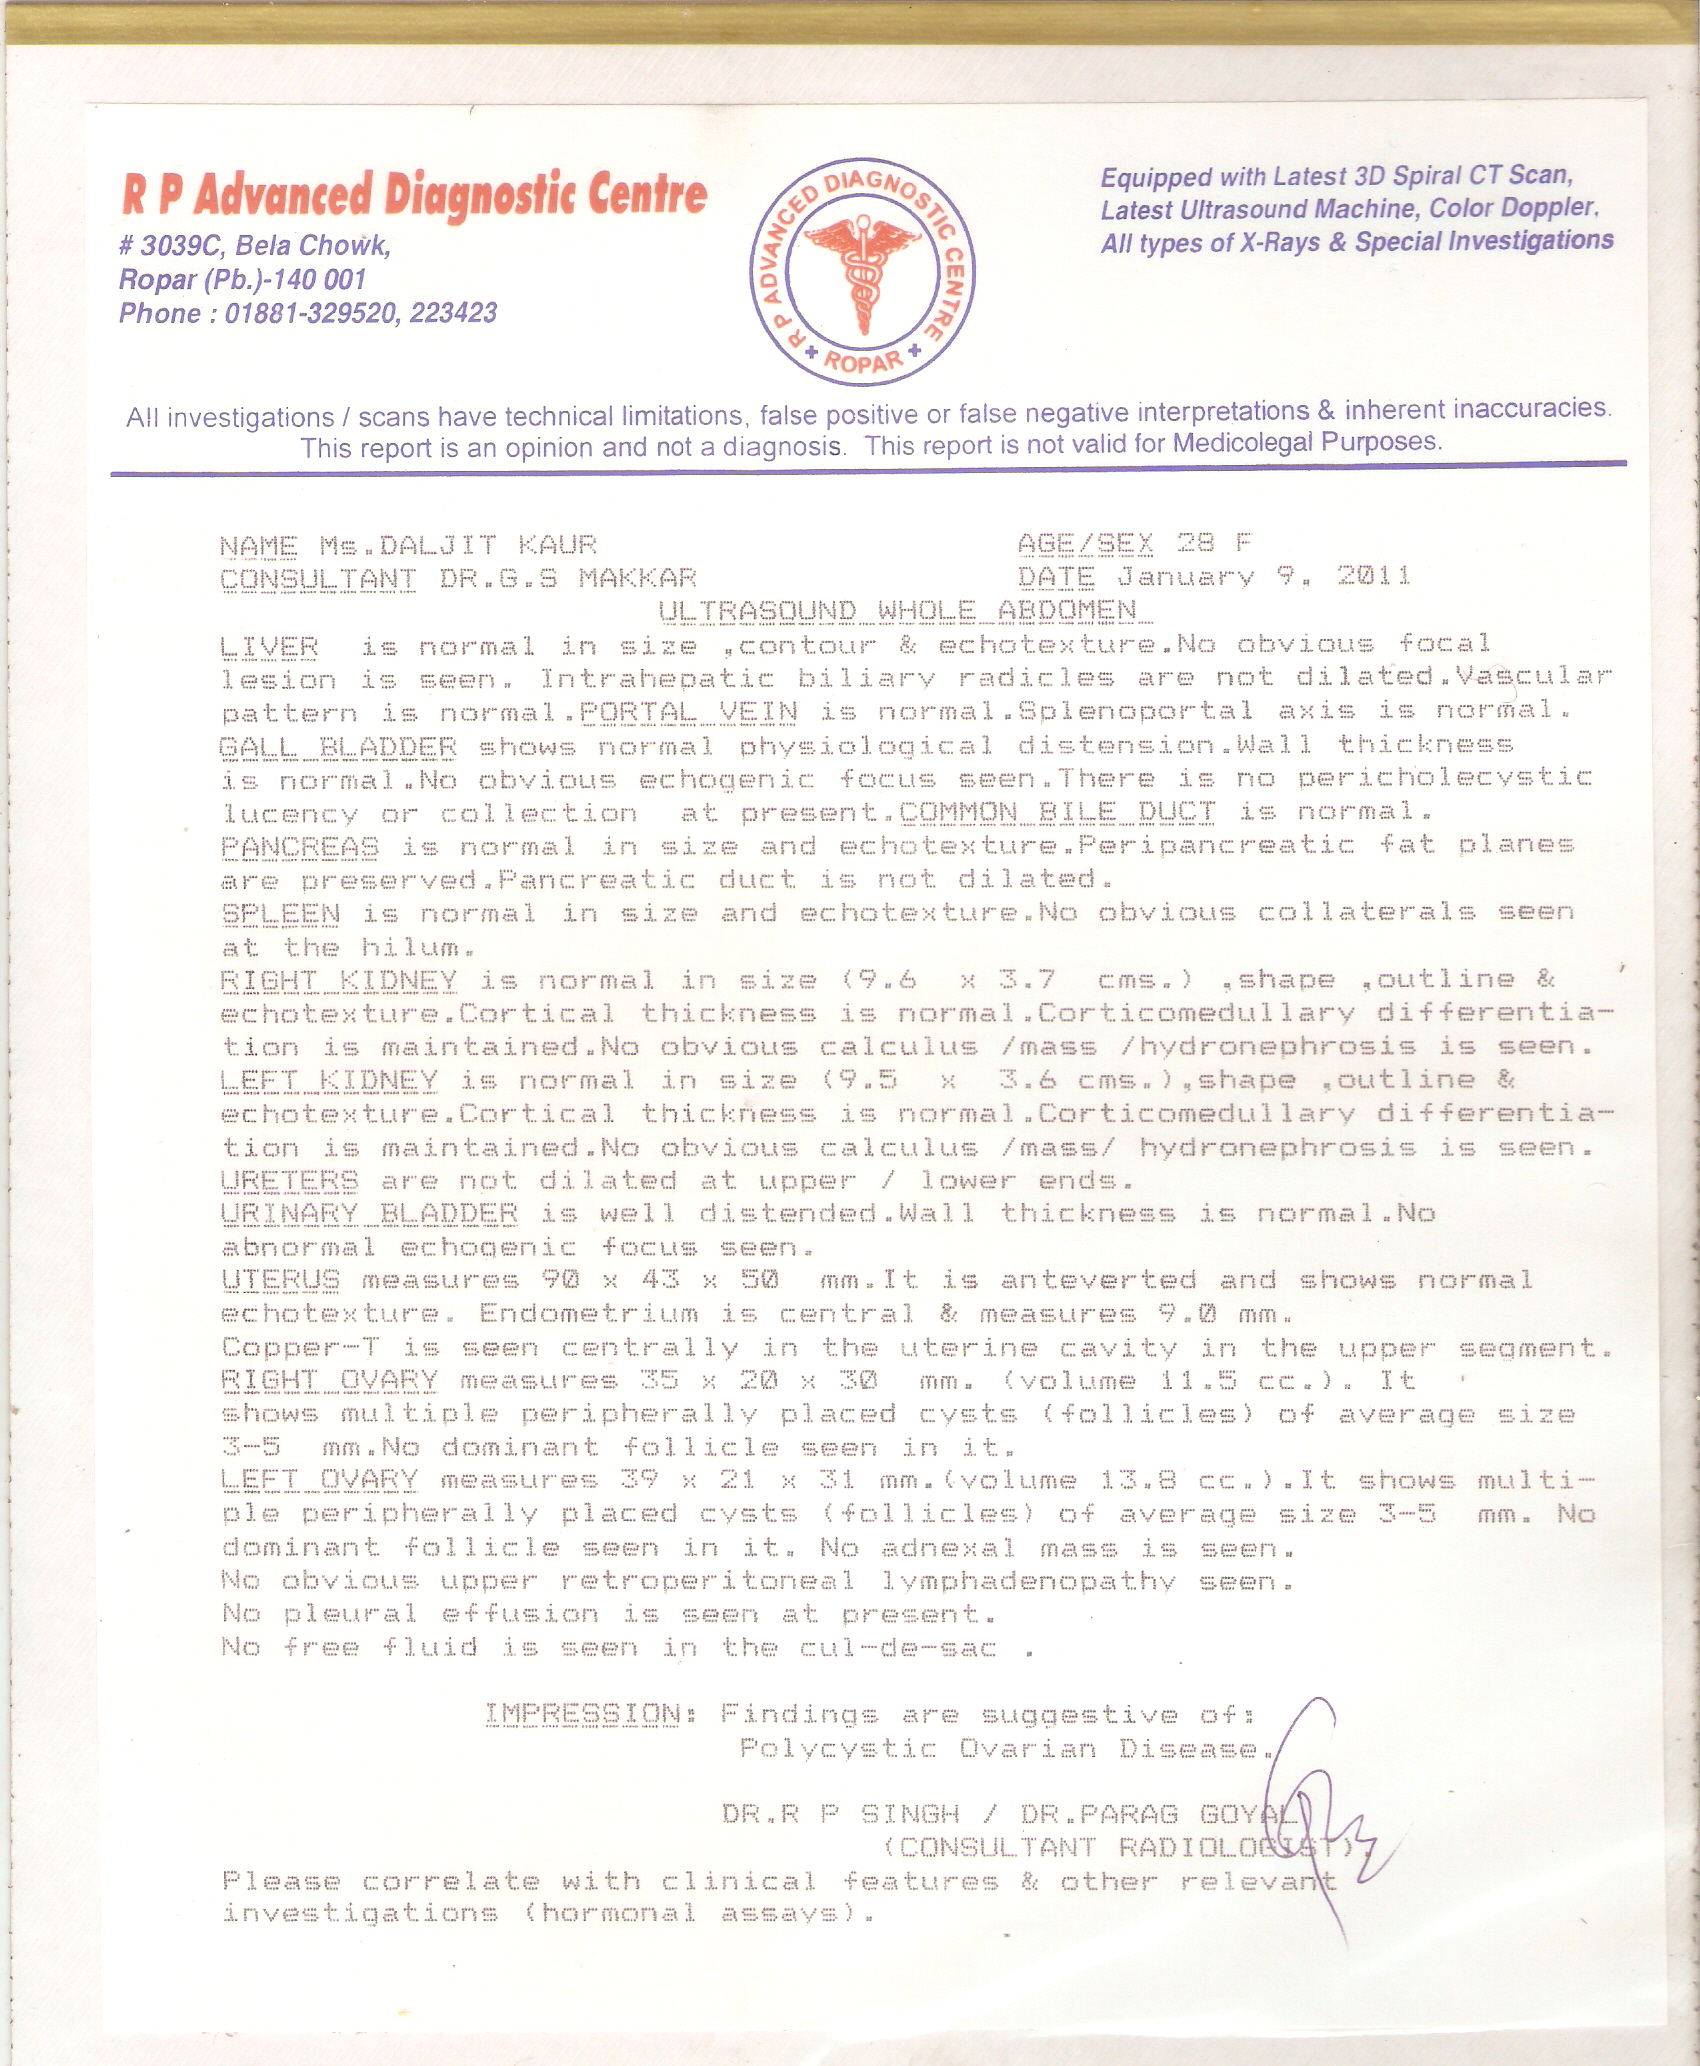 R P Advanced Diagnostic Centre
# 3039C, Bela Chowk,
Ropar (Pb.)-140 001
Phone : 01881-329520, 223423
R P ADVANCED DIAGNOSTIC CENTRE
+ ROPAR +
Equipped with Latest 3D Spiral CT Scan,
Latest Ultrasound Machine, Color Doppler,
All types of X-Rays & Special Investigations
All investigations / scans have technical limitations, false positive or false negative interpretations & inherent inaccuracies.
This report is an opinion and not a diagnosis. This report is not valid for Medicolegal Purposes.
NAME Ms.DALJIT KAUR AGE/SEX 28 F
CONSULTANT DR.G.S MAKKAR DATE January 9, 2011
ULTRASOUND WHOLE ABDOMEN
LIVER is normal in size ,contour & echotexture.No obvious focal
lesion is seen. Intrahepatic biliary radicles are not dilated.Vascular
pattern is normal.PORTAL VEIN is normal.Splenoportal axis is normal.
GALL BLADDER shows normal physiological distension.Wall thickness
is normal.No obvious echogenic focus seen.There is no pericholecystic
lucency or collection at present.COMMON BILE DUCT is normal.
PANCREAS is normal in size and echotexture.Peripancreatic fat planes
are preserved.Pancreatic duct is not dilated.
SPLEEN is normal in size and echotexture.No obvious collaterals seen
at the hilum.
RIGHT KIDNEY is normal in size (9.6 x 3.7 cms.) ,shape ,outline &
echotexture.Cortical thickness is normal.Corticomedullary differentia-
tion is maintained.No obvious calculus /mass /hydronephrosis is seen.
LEFT KIDNEY is normal in size (9.5 x 3.6 cms.),shape ,outline &
echotexture.Cortical thickness is normal.Corticomedullary differentia-
tion is maintained.No obvious calculus /mass/ hydronephrosis is seen.
URETERS are not dilated at upper / lower ends.
URINARY BLADDER is well distended.Wall thickness is normal.No
abnormal echogenic focus seen.
UTERUS measures 90 x 43 x 50 mm.It is anteverted and shows normal
echotexture. Endometrium is central & measures 9.0 mm.
Copper-T is seen centrally in the uterine cavity in the upper segment.
RIGHT OVARY measures 35 x 20 x 30 mm. (volume 11.5 cc.). It
shows multiple peripherally placed cysts (follicles) of average size
3-5 mm.No dominant follicle seen in it.
LEFT OVARY measures 39 x 21 x 31 mm.(volume 13.8 cc.).It shows multi-
ple peripherally placed cysts (follicles) of average size 3-5 mm. No
dominant follicle seen in it. No adnexal mass is seen.
No obvious upper retroperitoneal lymphadenopathy seen.
No pleural effusion is seen at present.
No free fluid is seen in the cul-de-sac .
IMPRESSION: Findings are suggestive of:
Polycystic Ovarian Disease.
DR.R P SINGH / DR.PARAG GOYAL
(CONSULTANT RADIOLOGIST).
Please correlate with clinical features & other relevant
investigations (hormonal assays).